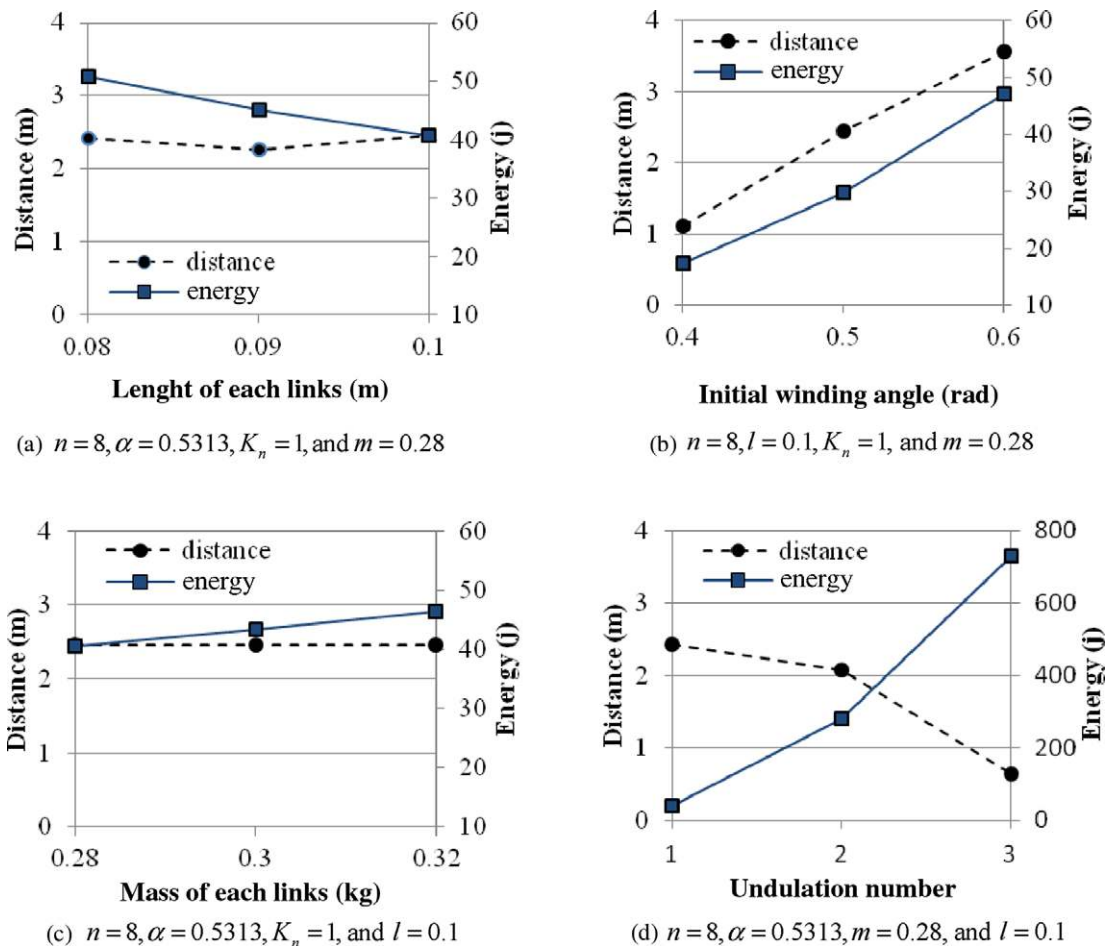 4
3
2
1
0
60
50
40
30
20
10
Distance (m)
Energy (j)
distance
energy
0.08 0.09 0.1
Lenght of each links (m)
(a) n = 8, α = 0.5313, K_n = 1, and m = 0.28
4
3
2
1
0
60
50
40
30
20
10
Distance (m)
Energy (j)
distance
energy
0.4 0.5 0.6
Initial winding angle (rad)
(b) n = 8, l = 0.1, K_n = 1, and m = 0.28
4
3
2
1
0
60
50
40
30
20
10
Distance (m)
Energy (j)
distance
energy
0.28 0.3 0.32
Mass of each links (kg)
(c) n = 8, α = 0.5313, K_n = 1, and l = 0.1
4
3
2
1
0
800
600
400
200
0
Distance (m)
Energy (j)
distance
energy
1 2 3
Undulation number
(d) n = 8, α = 0.5313, m = 0.28, and l = 0.1